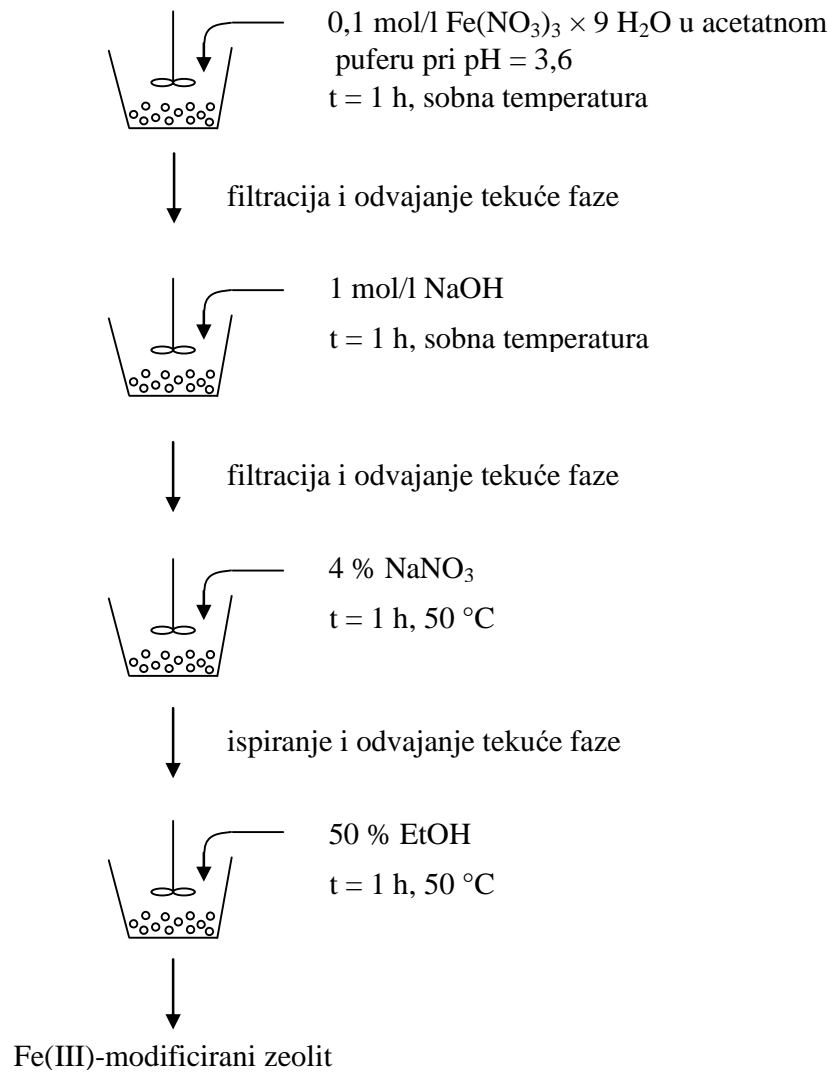 0,1 mol/l Fe(NO₃)₃ × 9 H₂O u acetatnom
puferu pri pH = 3,6
t = 1 h, sobna temperatura
filtracija i odvajanje tekuće faze
1 mol/l NaOH
t = 1 h, sobna temperatura
filtracija i odvajanje tekuće faze
4 % NaNO₃
t = 1 h, 50 °C
ispiranje i odvajanje tekuće faze
50 % EtOH
t = 1 h, 50 °C
Fe(III)-modificirani zeolit